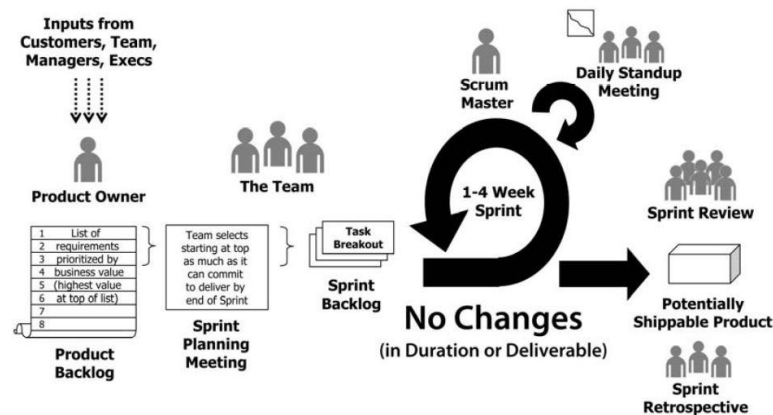 Inputs from
Customers, Team,
Managers, Execs
Product Owner
The Team
Scrum
Master
Daily Standup
Meeting
1 List of
2 requirements
3 prioritized by
4 business value
5 (highest value
6 at top of list)
7
8
Product
Backlog
Team selects
starting at top
as much as it
can commit
to deliver by
end of Sprint
Sprint
Planning
Meeting
Task
Breakout
Sprint
Backlog
1-4 Week
Sprint
No Changes
(in Duration or Deliverable)
Sprint Review
Potentially
Shippable Product
Sprint
Retrospective